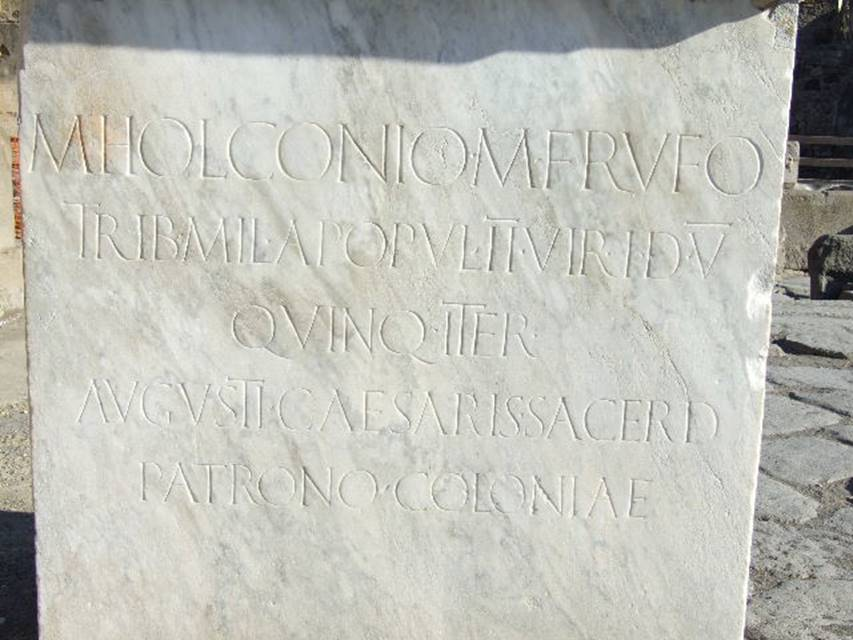 M·HOLCONIO·M·F·RVFO
TRIB·MIL·A·POPVL·II·VIR·I·D·V
QVINQ·ITER
AVGVSTI·CAESARIS·SACERD
PATRONO·COLONIAE